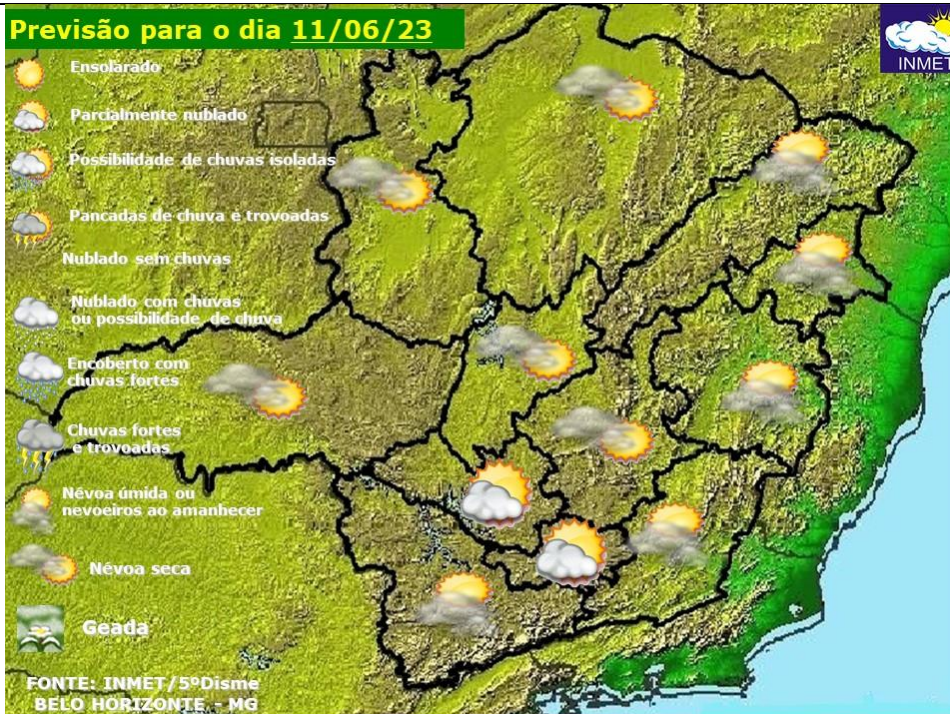 Previsão para o dia 11/06/23
INMET
Ensolarado
Parcialmente nublado
Possibilidade de chuvas isoladas
Pancadas de chuva e trovoadas
Nublado sem chuvas
Nublado com chuvas
ou possibilidade de chuva
Encoberto com
chuvas fortes
Chuvas fortes
e trovoadas
Névoa úmida ou
nevoeiros ao amanhecer
Névoa seca
Geada
FONTE: INMET/5ºDisme
BELO HORIZONTE - MG